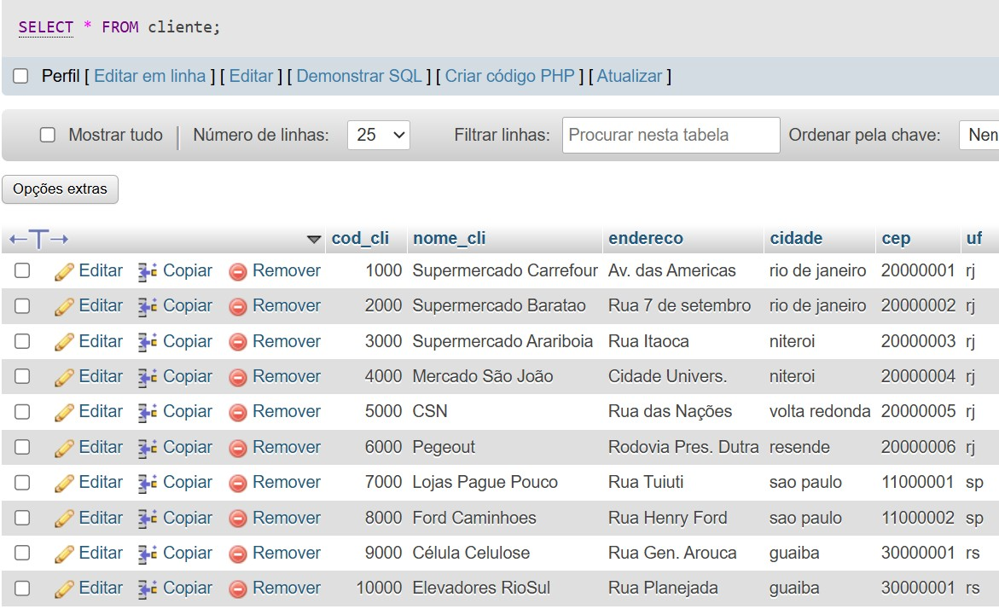 SELECT * FROM cliente;
Perfil [ Editar em linha ] [ Editar ] [ Demonstrar SQL ] [ Criar código PHP ] [ Atualizar ]
Mostrar tudo | Número de linhas: 25 Filtrar linhas: Procurar nesta tabela Ordenar pela chave: Nen
Opções extras
←T→ cod_cli nome_cli endereco cidade cep uf
Editar Copiar Remover 1000 Supermercado Carrefour Av. das Americas rio de janeiro 20000001 rj
Editar Copiar Remover 2000 Supermercado Baratao Rua 7 de setembro rio de janeiro 20000002 rj
Editar Copiar Remover 3000 Supermercado Arariboia Rua Itaoca niteroi 20000003 rj
Editar Copiar Remover 4000 Mercado São João Cidade Univers. niteroi 20000004 rj
Editar Copiar Remover 5000 CSN Rua das Nações volta redonda 20000005 rj
Editar Copiar Remover 6000 Pegeout Rodovia Pres. Dutra resende 20000006 rj
Editar Copiar Remover 7000 Lojas Pague Pouco Rua Tuiuti sao paulo 11000001 sp
Editar Copiar Remover 8000 Ford Caminhoes Rua Henry Ford sao paulo 11000002 sp
Editar Copiar Remover 9000 Célula Celulose Rua Gen. Arouca guaiba 30000001 rs
Editar Copiar Remover 10000 Elevadores RioSul Rua Planejada guaiba 30000001 rs